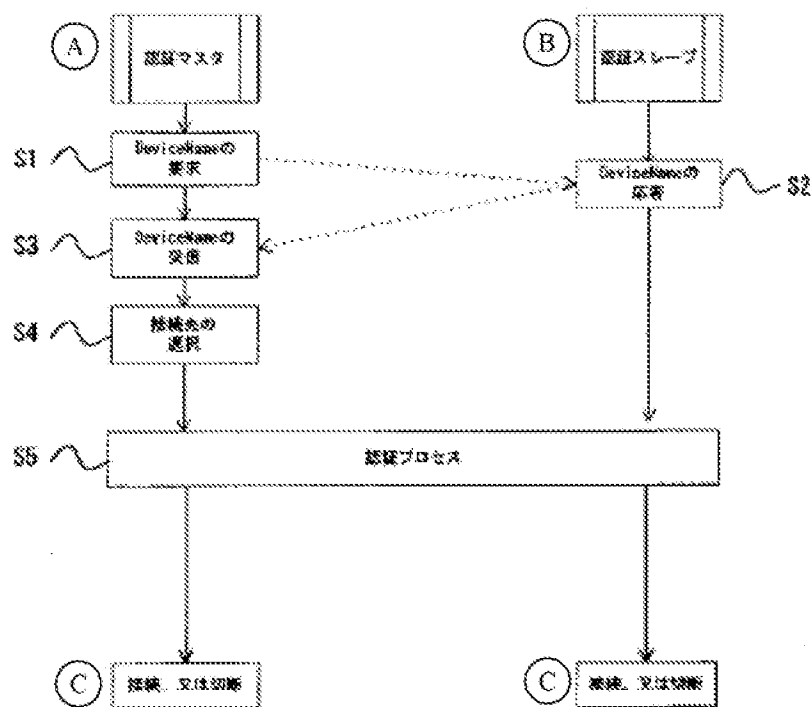 A
認証マスタ
B
認証スレーブ
S1
DeviceNameの
要求
DeviceNameの
応答
S2
S3
DeviceNameの
受信
S4
接続先の
選択
S5
認証プロセス
C
接続、又は切断
C
接続、又は切断